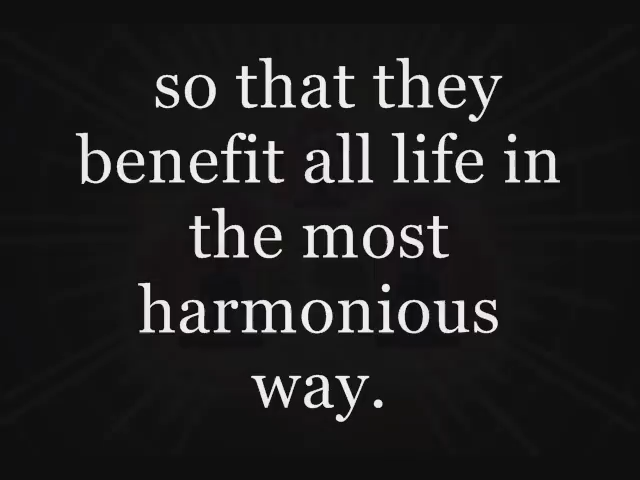 so that they
benefit all life in
the most
harmonious
way.